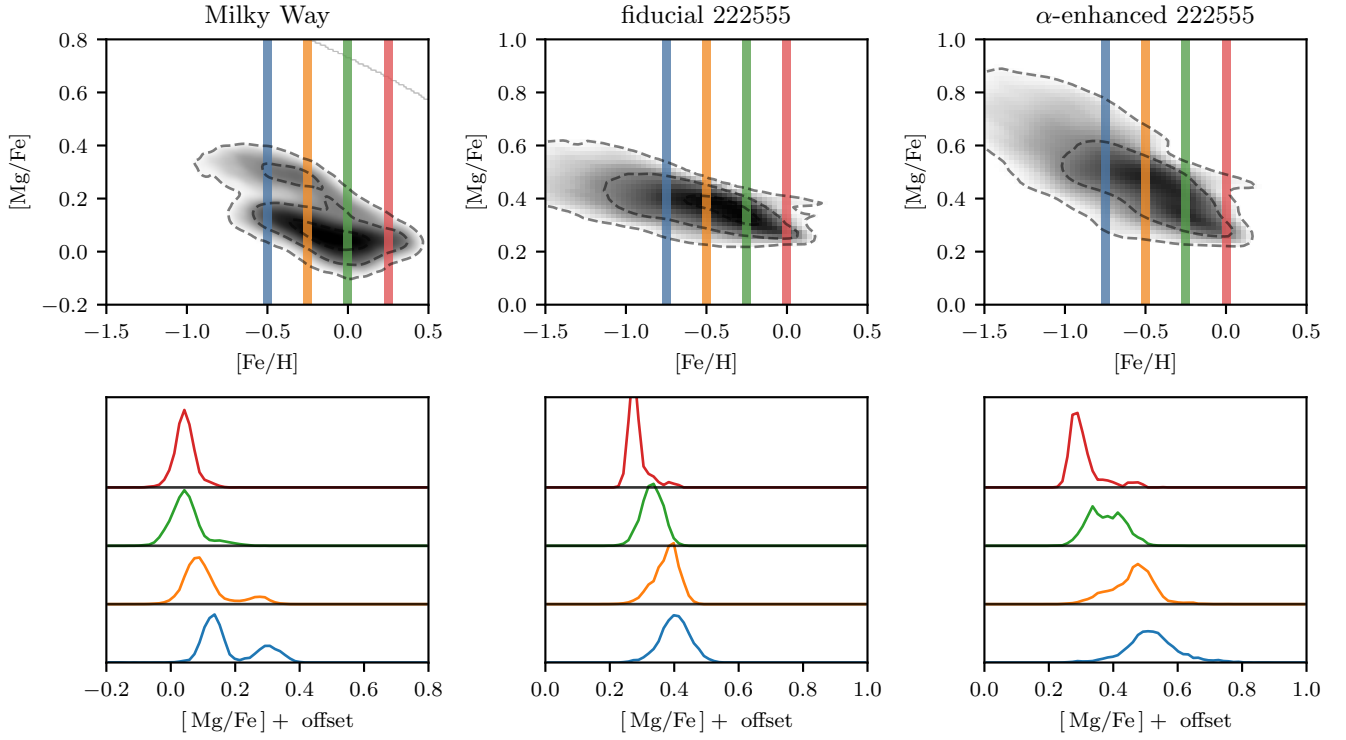 Milky Way
fiducial 222555
α-enhanced 222555
0.8
0.6
0.4
0.2
0.0
−0.2
[Mg/Fe]
−1.5 −1.0 −0.5 0.0 0.5
[Fe/H]
1.0
0.8
0.6
0.4
0.2
0.0
[Mg/Fe]
−1.5 −1.0 −0.5 0.0 0.5
[Fe/H]
1.0
0.8
0.6
0.4
0.2
0.0
[Mg/Fe]
−1.5 −1.0 −0.5 0.0 0.5
[Fe/H]
−0.2 0.0 0.2 0.4 0.6 0.8
[Mg/Fe] + offset
0.0 0.2 0.4 0.6 0.8 1.0
[Mg/Fe] + offset
0.0 0.2 0.4 0.6 0.8 1.0
[Mg/Fe] + offset